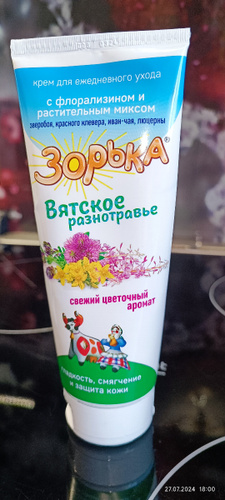 крем для ежедневного ухода
с флорализином и
растительным миксом
зверобоя, красного клевера, иван-чая, люцерны
ЗОРЬКА®
Вятское
разнотравье
свежий цветочный
аромат
гладкость, смягчение
и защита кожи
27.07.2024 18:00